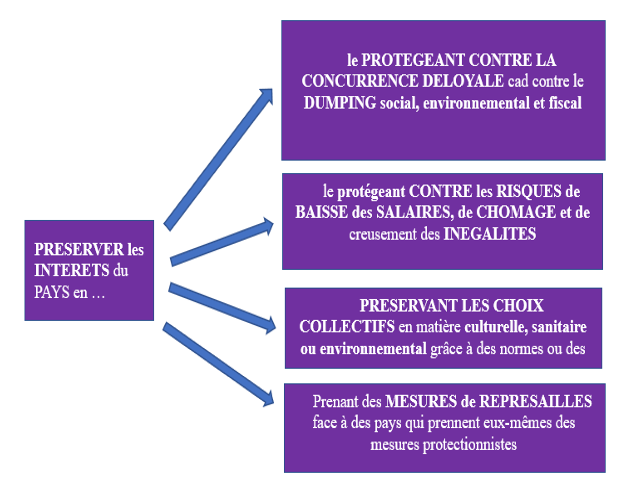 le PROTEGEANT CONTRE LA
CONCURRENCE DELOYALE cad contre le
DUMPING social, environnemental et fiscal
le protégeant CONTRE les RISQUES de
BAISSE des SALAIRES, de CHOMAGE et de
creusement des INEGALITES
PRESERVER les
INTERETS du
PAYS en …
PRESERVANT LES CHOIX
COLLECTIFS en matière culturelle, sanitaire
ou environnemental grâce à des normes ou des
Prenant des MESURES de REPRESAILLES
face à des pays qui prennent eux-mêmes des
mesures protectionnistes